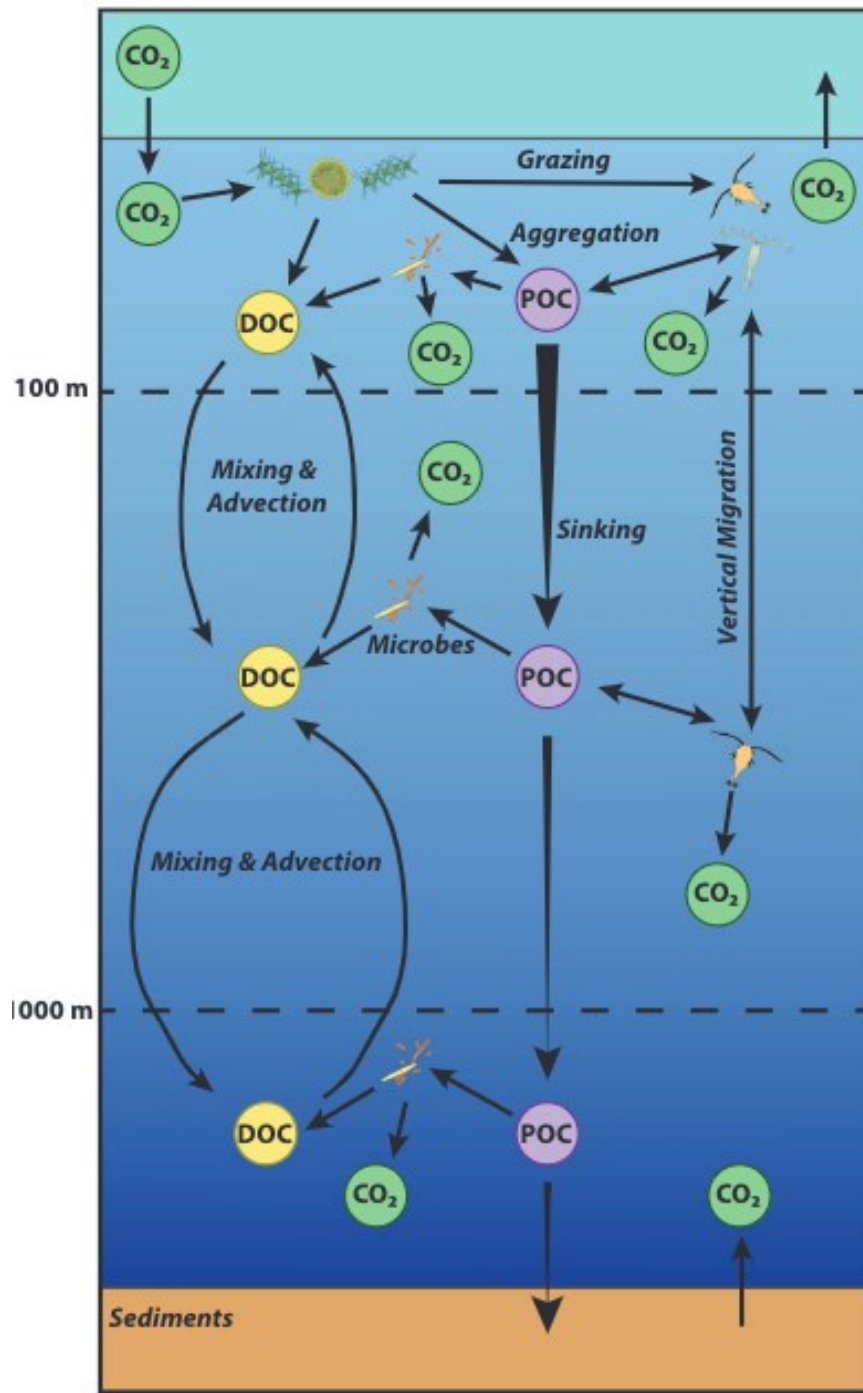 CO₂
CO₂
Grazing
CO₂
Aggregation
DOC
POC
CO₂
CO₂
100 m
Mixing &
Advection
CO₂
Sinking
Vertical Migration
Microbes
DOC
POC
Mixing & Advection
CO₂
1000 m
DOC
POC
CO₂
CO₂
Sediments